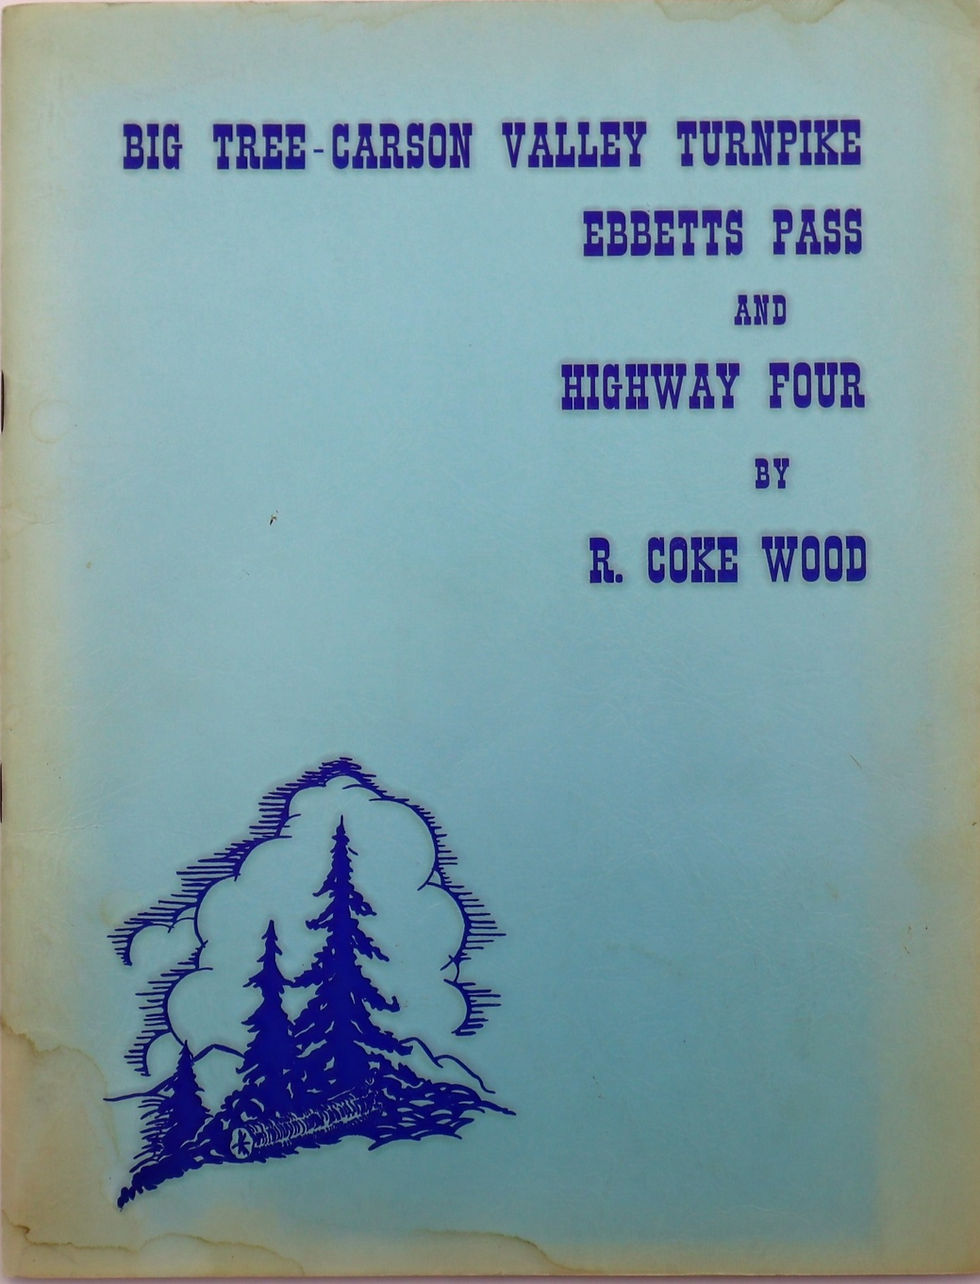 BIG TREE-CARSON VALLEY TURNPIKE
EBBETTS PASS
AND
HIGHWAY FOUR
BY
R. COKE WOOD